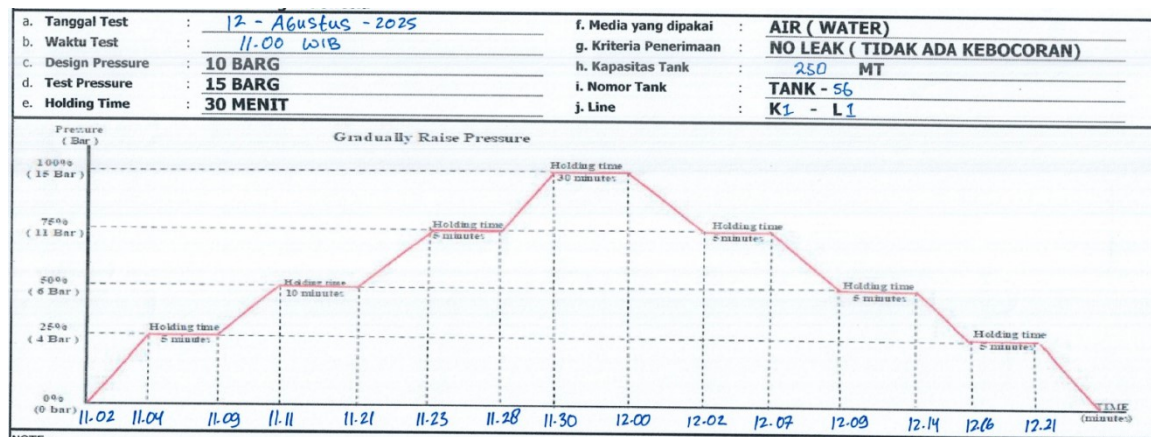 a. Tanggal Test : 12 - Agustus - 2025
b. Waktu Test : 11.00 WIB
c. Design Pressure : 10 BARG
d. Test Pressure : 15 BARG
e. Holding Time : 30 MENIT
f. Media yang dipakai : AIR ( WATER)
g. Kriteria Penerimaan : NO LEAK ( TIDAK ADA KEBOCORAN)
h. Kapasitas Tank : 250 MT
i. Nomor Tank : TANK - 56
j. Line : K1 - L1
Pressure
( Bar )
Gradually Raise Pressure
100%
( 15 Bar )
Holding time
30 minutes
75%
( 11 Bar )
Holding time
5 minutes
Holding time
5 minutes
50%
( 6 Bar )
Holding time
10 minutes
Holding time
5 minutes
25%
( 4 Bar )
Holding time
5 minutes
Holding time
5 minutes
0%
(0 bar)
TIME
(minutes)
11.02 11.04 11.09 11.11 11.21 11.23 11.28 11.30 12.00 12.02 12.07 12.09 12.14 12.16 12.21